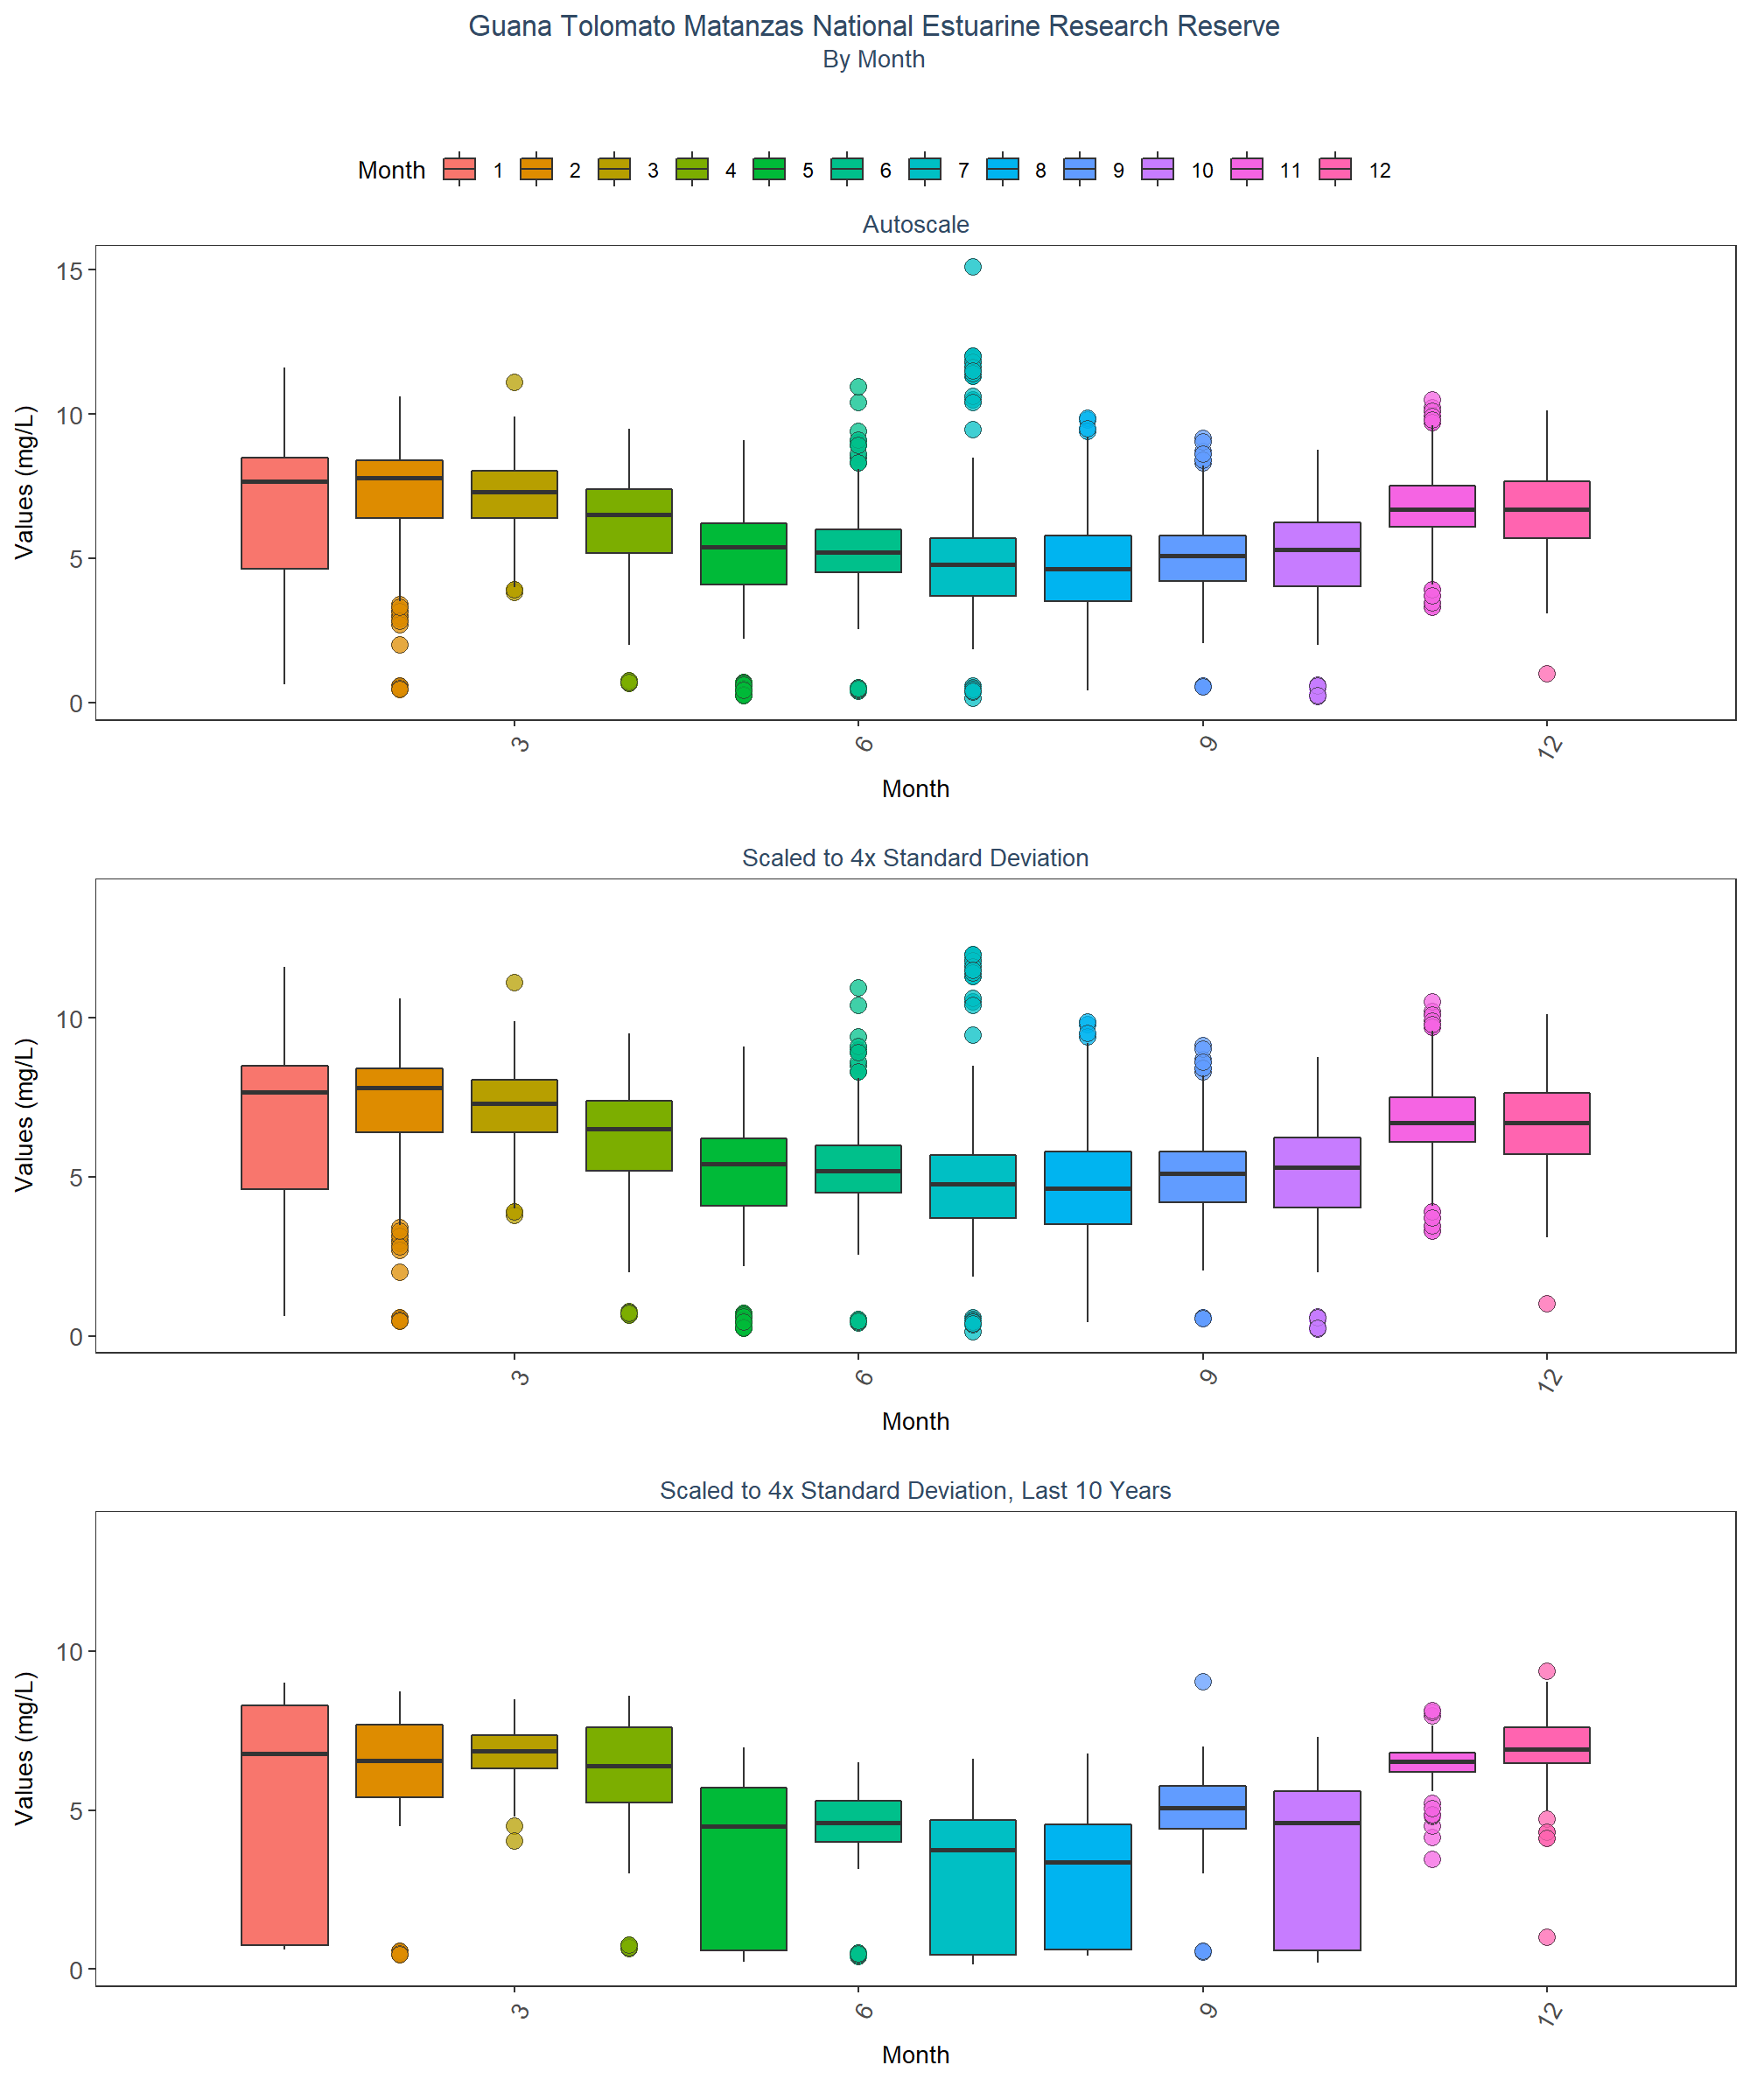 Guana Tolomato Matanzas National Estuarine Research Reserve
By Month
Month 1 2 3 4 5 6 7 8 9 10 11 12
Autoscale
Values (mg/L)
15
10
5
0
3 6 9 12
Month
Scaled to 4x Standard Deviation
Values (mg/L)
10
5
0
3 6 9 12
Month
Scaled to 4x Standard Deviation, Last 10 Years
Values (mg/L)
10
5
0
3 6 9 12
Month